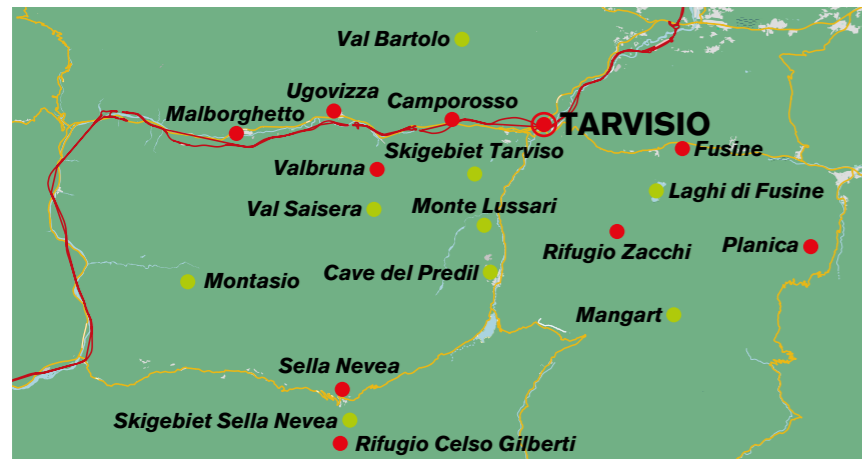 Val Bartolo
Ugovizza
Camporosso
Malborghetto
TARVISIO
Skigebiet Tarviso
Fusine
Valbruna
Laghi di Fusine
Val Saisera
Monte Lussari
Rifugio Zacchi
Planica
Cave del Predil
Montasio
Mangart
Sella Nevea
Skigebiet Sella Nevea
Rifugio Celso Gilberti